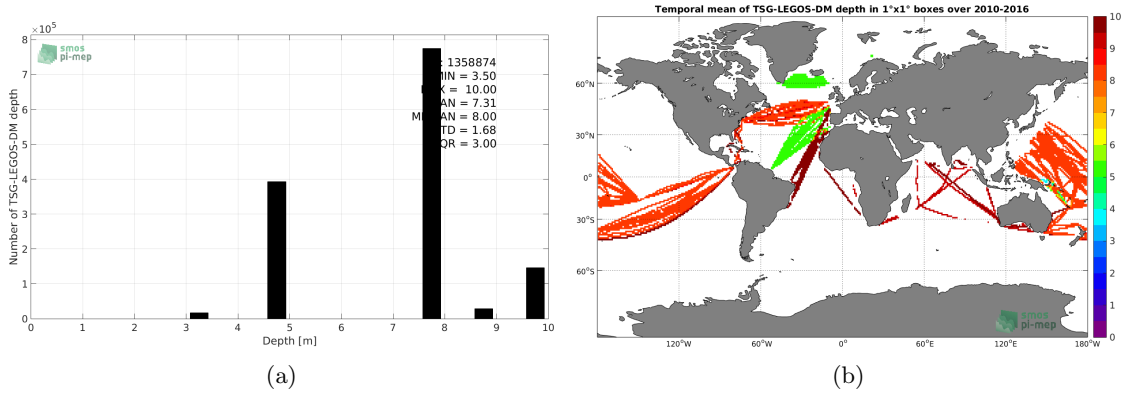 ×10⁵
8
7
6
5
4
3
2
1
0
Number of TSG-LEGOS-DM depth
smos
pi-mep
: 1358874
MIN = 3.50
X = 10.00
AN = 7.31
M AN = 8.00
TD = 1.68
QR = 3.00
0 1 2 3 4 5 6 7 8 9 10
Depth [m]
(a)
Temporal mean of TSG-LEGOS-DM depth in 1°x1° boxes over 2010-2016
60°N
30°N
0°
30°S
60°S
120°W 60°W 0° 60°E 120°E 180°W
smos
pi-mep
10
9
8
7
6
5
4
3
2
1
0
(b)